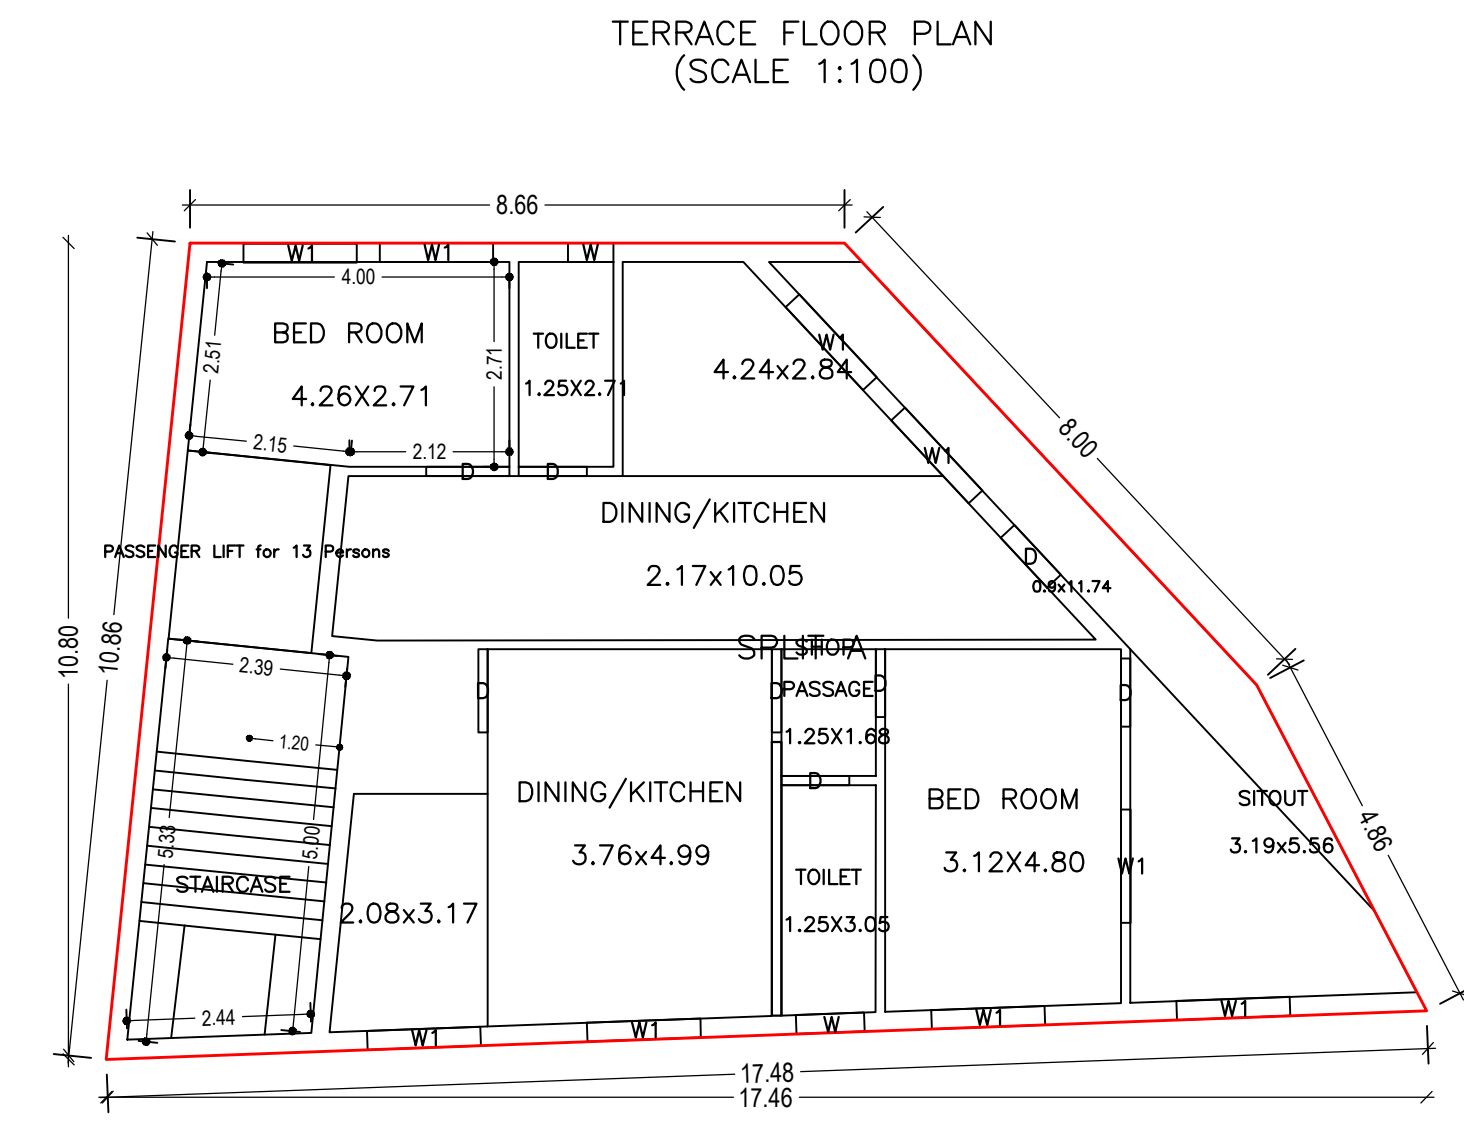 TERRACE FLOOR PLAN
(SCALE 1:100)
8.66
W1
W1
W
4.00
BED ROOM
4.26X2.71
2.51
2.71
2.15
2.12
TOILET
1.25X2.71
W1
4.24x2.84
8.00
W1
D
D
DINING/KITCHEN
2.17x10.05
PASSENGER LIFT for 13 Persons
D
0.9x11.74
10.80
10.86
SPLIT A
SHOP
2.39
1.20
5.33
5.00
STAIRCASE
2.44
D
D
PASSAGE
D
D
1.25X1.68
D
DINING/KITCHEN
3.76x4.99
BED ROOM
3.12X4.80
W1
SITOUT
3.19x5.56
4.86
TOILET
1.25X3.05
2.08x3.17
W1
W1
W
W1
W1
17.48
17.46